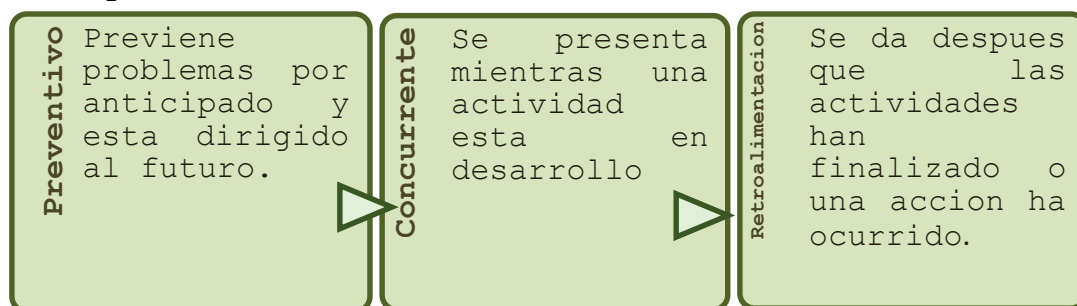 Preventivo
Previene
problemas por
anticipado y
esta dirigido
al futuro.
Concurrente
Se presenta
mientras una
actividad
esta en
desarrollo
Retroalimentacion
Se da despues
que las
actividades
han
finalizado o
una accion ha
ocurrido.